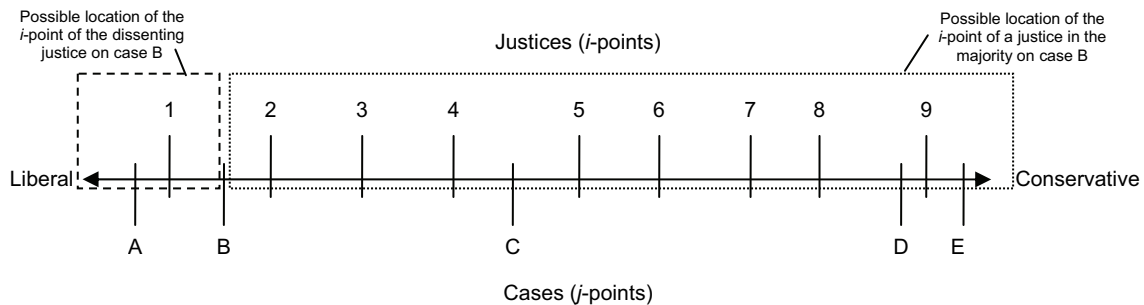 Possible location of the
i-point of the dissenting
justice on case B
Possible location of the
i-point of a justice in the
majority on case B
Justices (i-points)
1 2 3 4 5 6 7 8 9
Liberal Conservative
A B C D E
Cases (j-points)